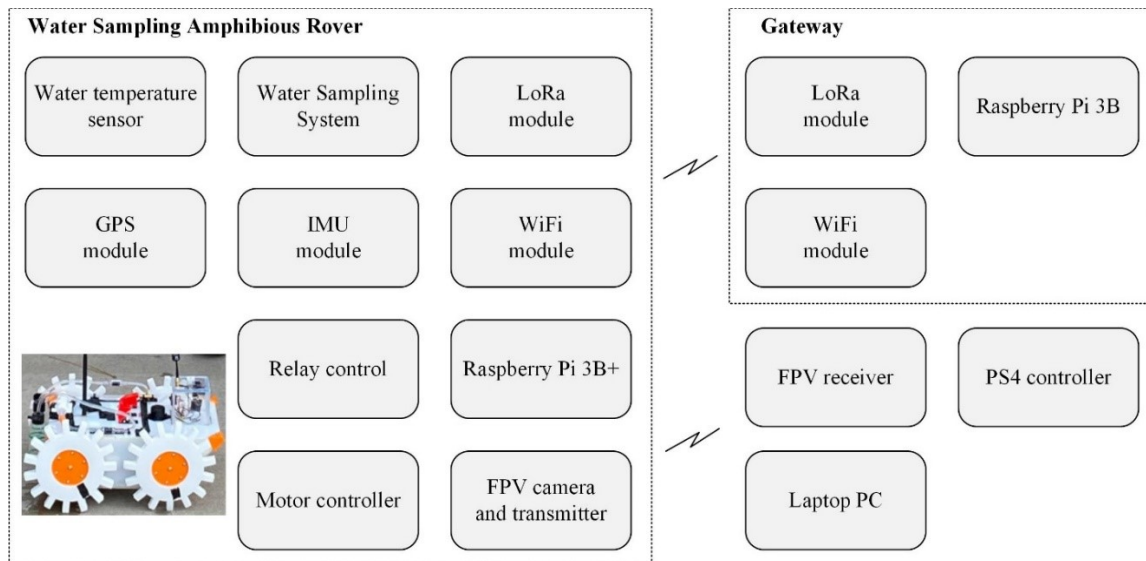 Water Sampling Amphibious Rover
Water temperature
sensor
Water Sampling
System
LoRa
module
GPS
module
IMU
module
WiFi
module
Relay control
Raspberry Pi 3B+
Motor controller
FPV camera
and transmitter
Gateway
LoRa
module
Raspberry Pi 3B
WiFi
module
FPV receiver
PS4 controller
Laptop PC